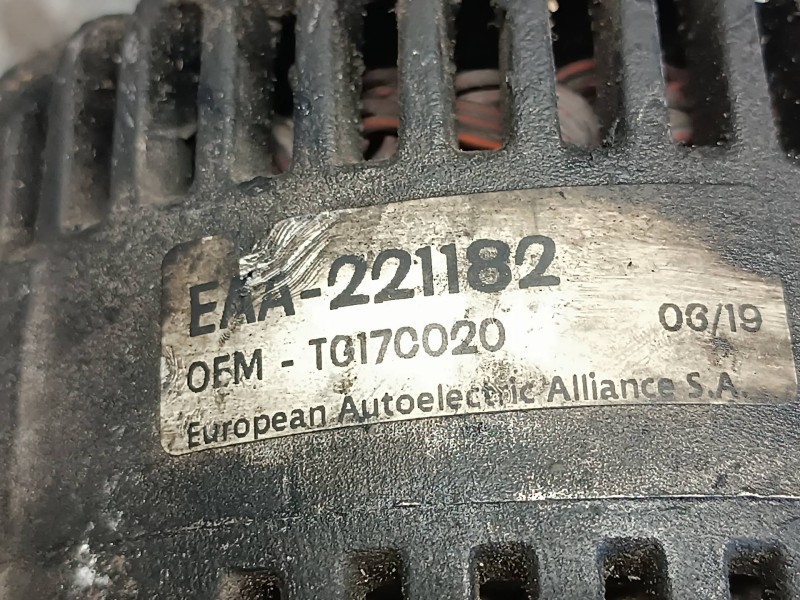 EAA-221182
OEM - TG17C020 06/19
European Autoelectric Alliance S.A.